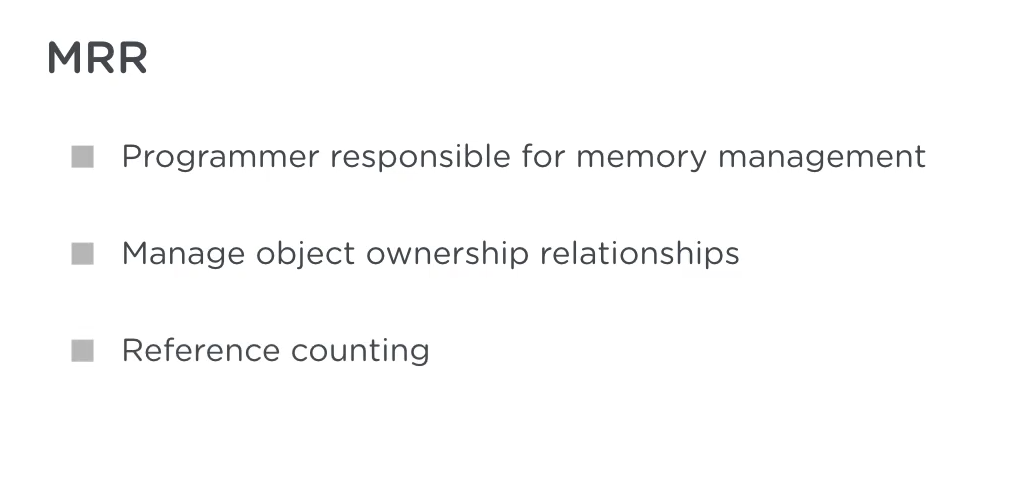 MRR
Programmer responsible for memory management
Manage object ownership relationships
Reference counting